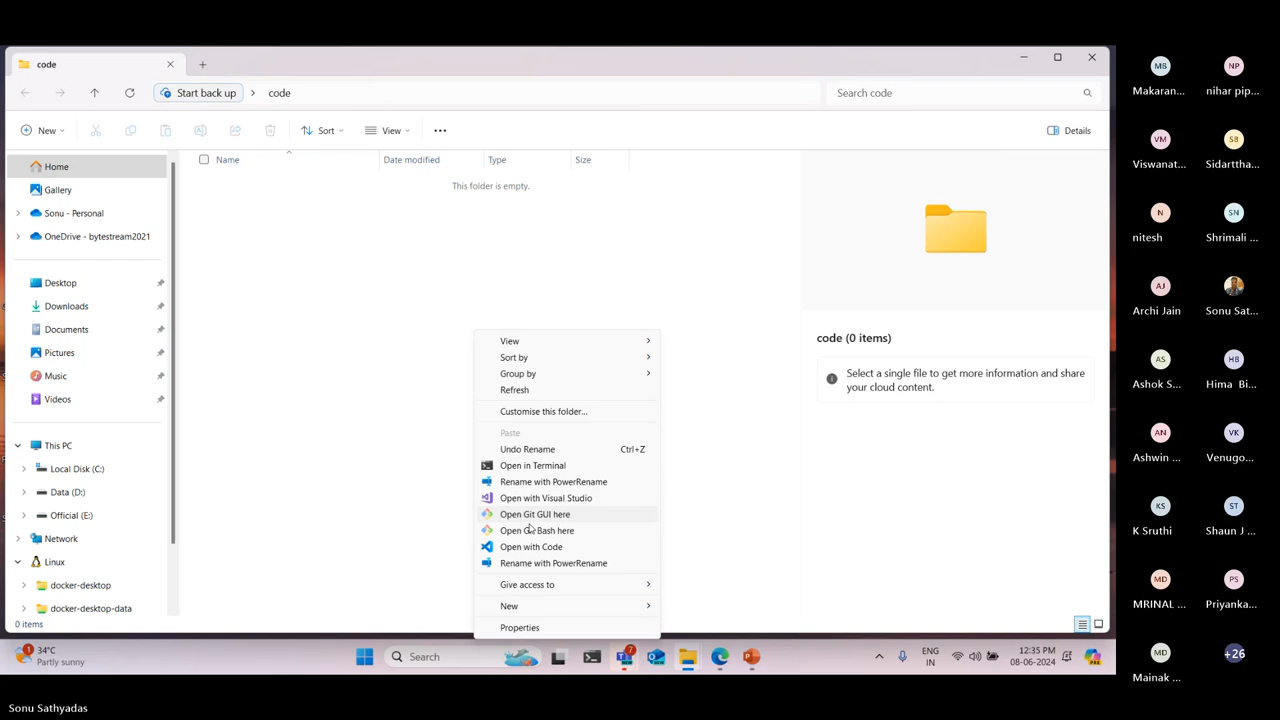 code
Start back up
code
Search code
New
Sort
View
Details
Home
Gallery
Sonu - Personal
OneDrive - bytestream2021
Desktop
Downloads
Documents
Pictures
Music
Videos
This PC
Local Disk (C:)
Data (D:)
Official (E:)
Network
Linux
docker-desktop
docker-desktop-data
0 items
Name
Date modified
Type
Size
This folder is empty.
code (0 items)
Select a single file to get more information and share
your cloud content.
View
Sort by
Group by
Refresh
Customise this folder...
Paste
Undo Rename Ctrl+Z
Open in Terminal
Rename with PowerRename
Open with Visual Studio
Open Git GUI here
Open Git Bash here
Open with Code
Rename with PowerRename
Give access to
New
Properties
1
34°C
Partly sunny
Search
7
ENG
IN
12:35 PM
08-06-2024
MB
Makaran...
NP
nihar pip...
VM
Viswanat...
SB
Sidarttha...
N
nitesh
SN
Shrimali ...
AJ
Archi Jain
Sonu Sat...
AS
Ashok S...
HB
Hima Bi...
AN
Ashwin ...
VK
Venugo...
KS
K Sruthi
ST
Shaun J ...
MD
MRINAL ...
PS
Priyanka...
MD
Mainak ...
+26
Sonu Sathyadas